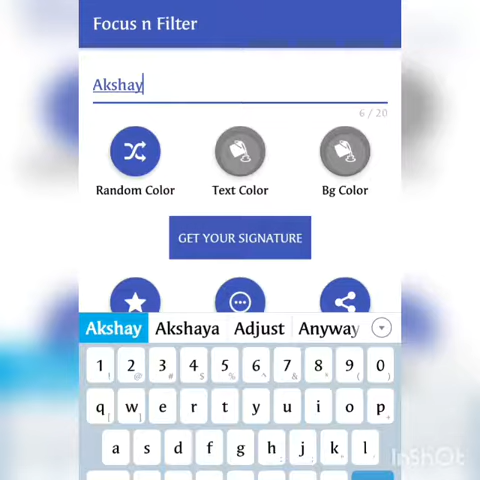 Focus n Filter
Akshay
6 / 20
Random Color Text Color Bg Color
GET YOUR SIGNATURE
Akshay Akshaya Adjust Anyway
1 2 3 4 5 6 7 8 9 0
! @ # $ % ^ & * ( )
q w e r t y u i o p
[ ] +
a s d f g h j k l
InShOt